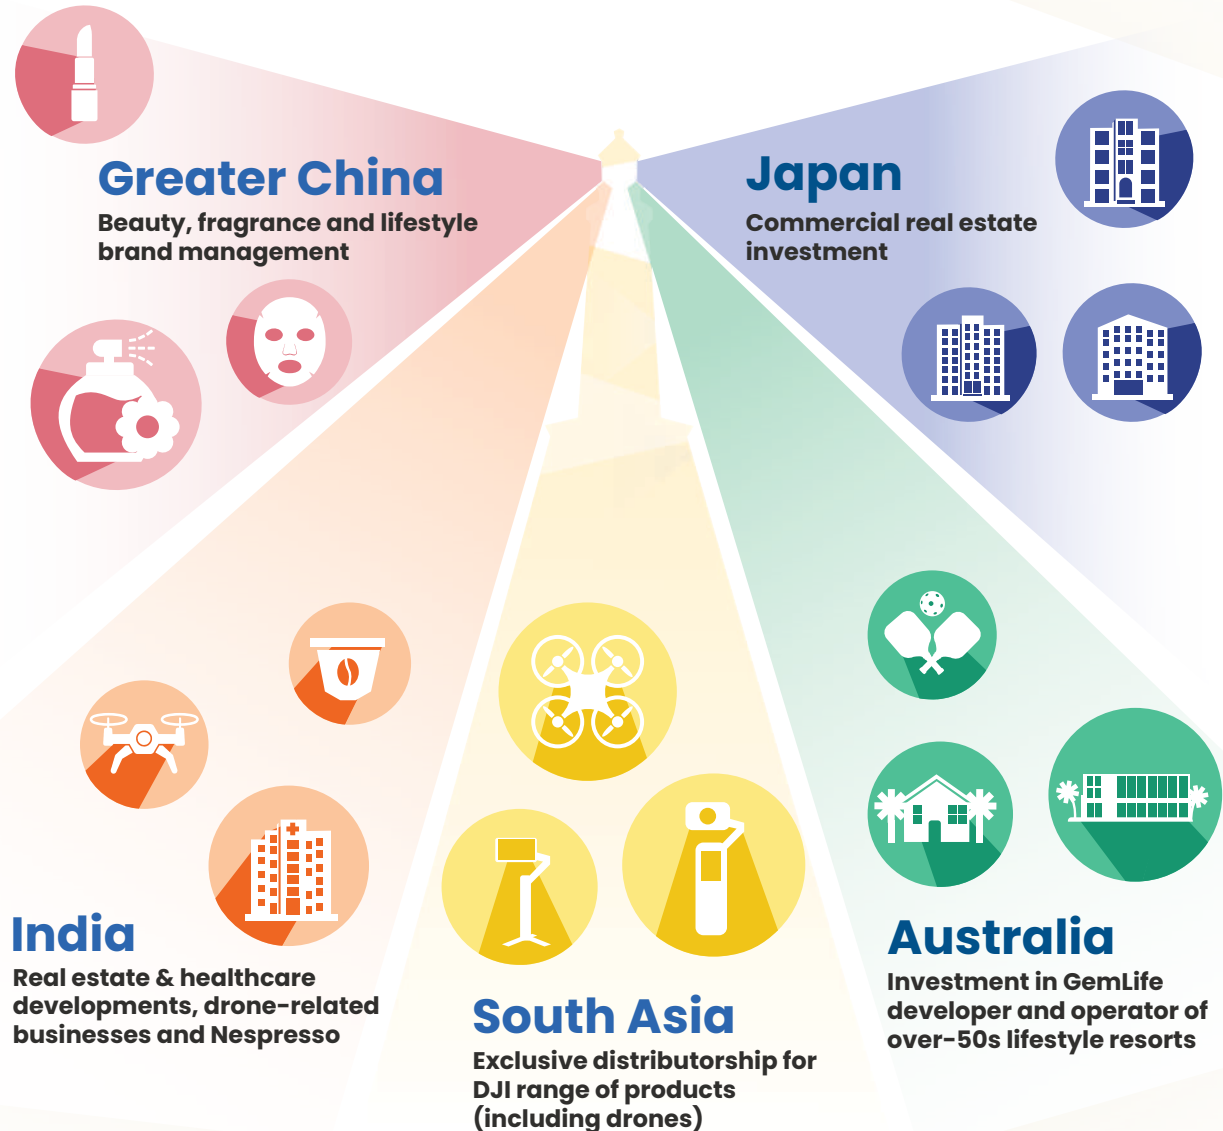 Greater China
Beauty, fragrance and lifestyle
brand management
Japan
Commercial real estate
investment
India
Real estate & healthcare
developments, drone-related
businesses and Nespresso
South Asia
Exclusive distributorship for
DJI range of products
(including drones)
Australia
Investment in GemLife
developer and operator of
over-50s lifestyle resorts